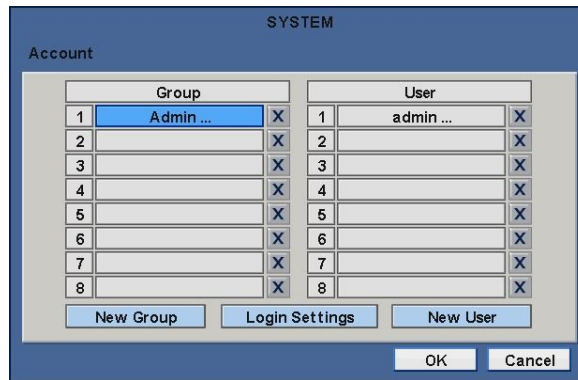 SYSTEM
Account
Group User
1 Admin ... X 1 admin ... X
2 X 2 X
3 X 3 X
4 X 4 X
5 X 5 X
6 X 6 X
7 X 7 X
8 X 8 X
New Group Login Settings New User
OK Cancel